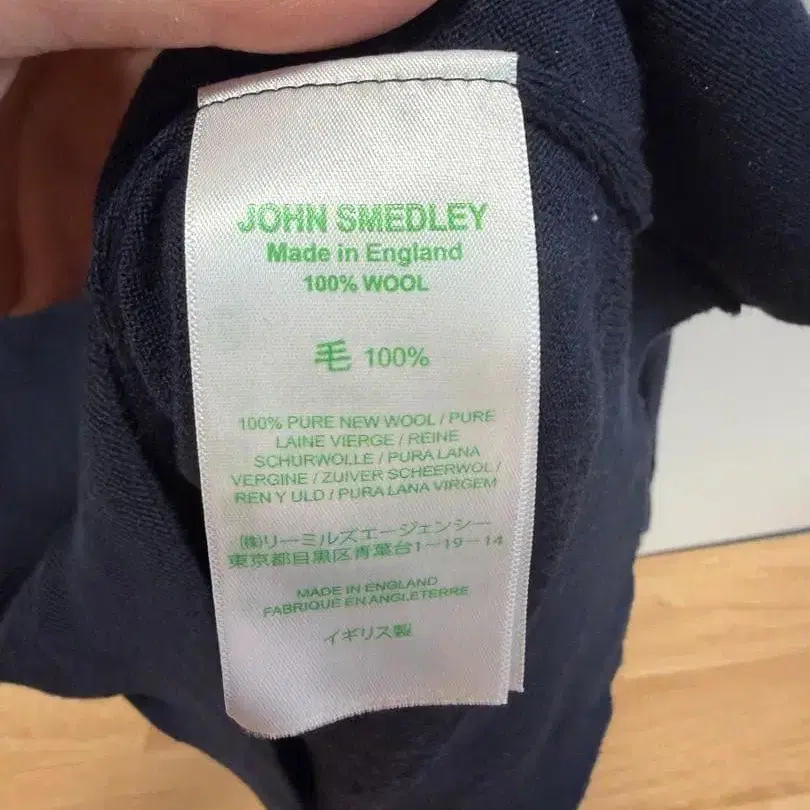 JOHN SMEDLEY
Made in England
100% WOOL
毛 100%
100% PURE NEW WOOL / PURE
LAINE VIERGE / REINE
SCHURWOLLE / PURA LANA
VERGINE / ZUIVER SCHEERWOL /
REN Y ULD / PURA LANA VIRGEM
㈱リーミルズエージェンシー
東京都目黒区青葉台1-19-14
MADE IN ENGLAND
FABRIQUE EN ANGLETERRE
イギリス製